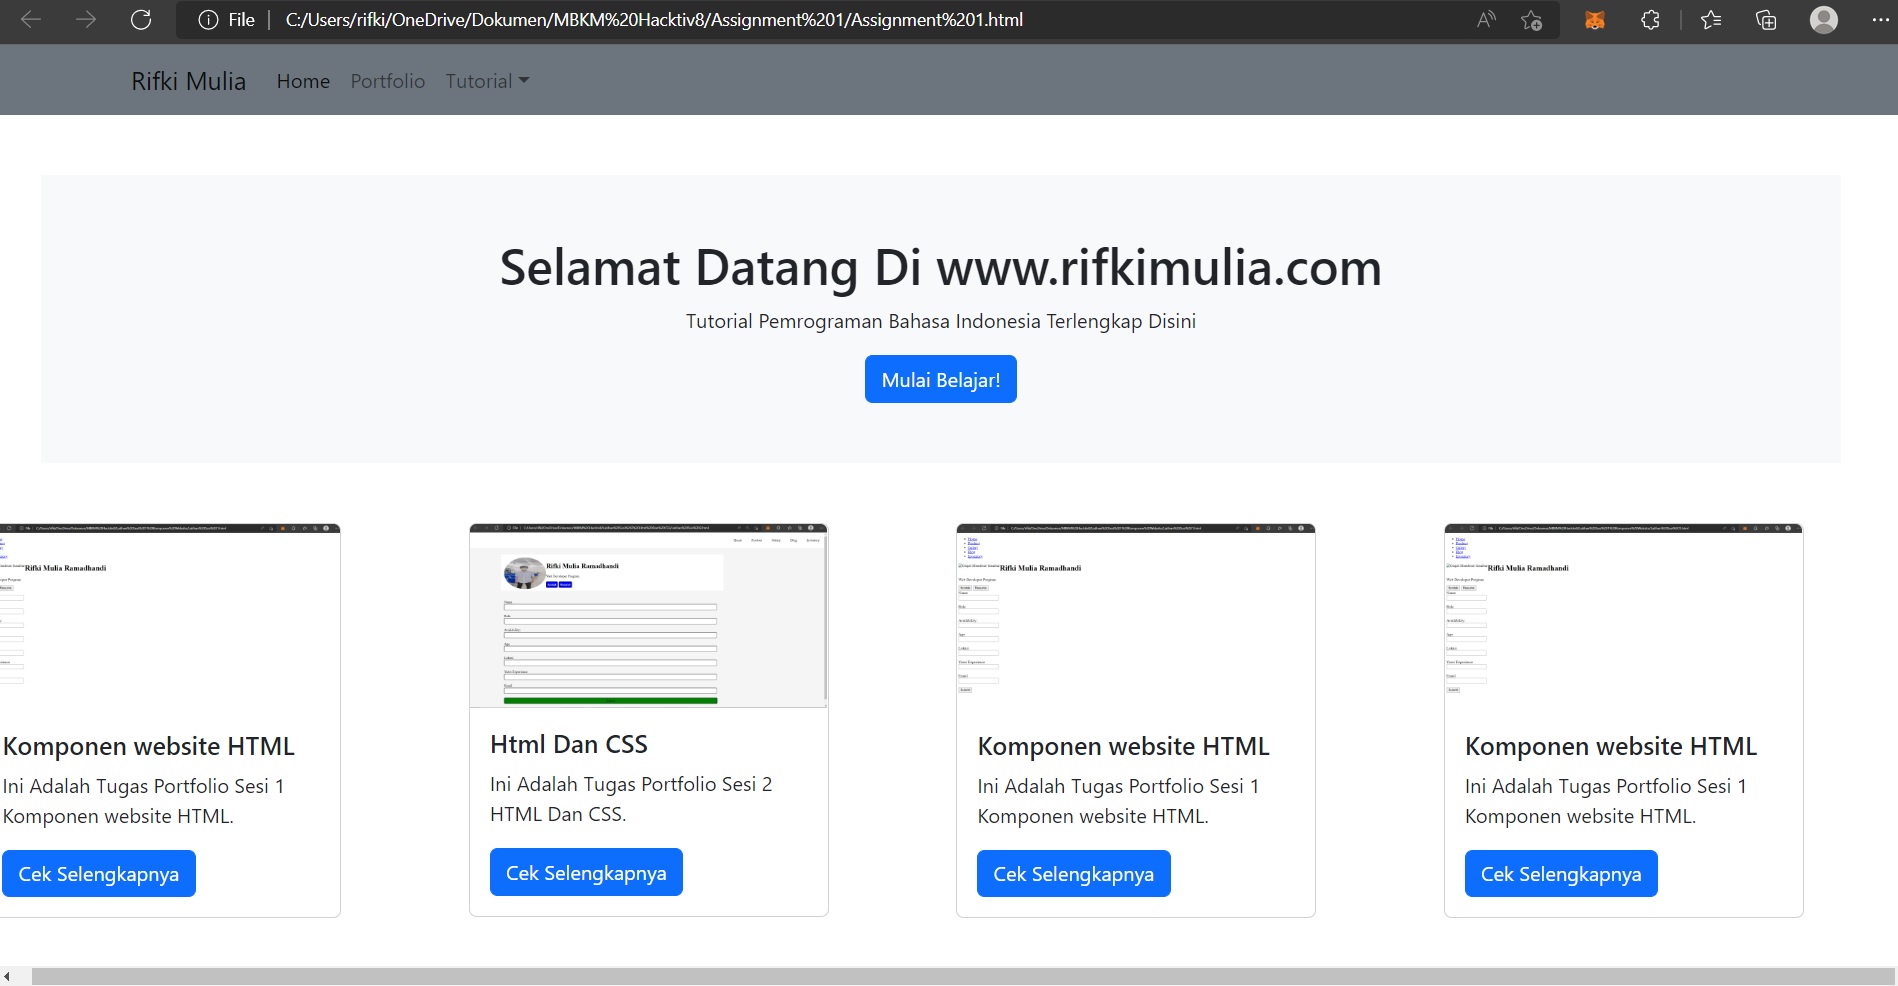 File
C:/Users/rifki/OneDrive/Dokumen/MBKM%20Hacktiv8/Assignment%201/Assignment%201.html
Rifki Mulia
Home
Portfolio
Tutorial
Selamat Datang Di www.rifkimulia.com
Tutorial Pemrograman Bahasa Indonesia Terlengkap Disini
Mulai Belajar!
Rifki Mulia Ramadhandi
Komponen website HTML
Ini Adalah Tugas Portfolio Sesi 1
Komponen website HTML.
Cek Selengkapnya
Rifki Mulia Ramadhandi
Html Dan CSS
Ini Adalah Tugas Portfolio Sesi 2
HTML Dan CSS.
Cek Selengkapnya
Rifki Mulia Ramadhandi
Komponen website HTML
Ini Adalah Tugas Portfolio Sesi 1
Komponen website HTML.
Cek Selengkapnya
Rifki Mulia Ramadhandi
Komponen website HTML
Ini Adalah Tugas Portfolio Sesi 1
Komponen website HTML.
Cek Selengkapnya